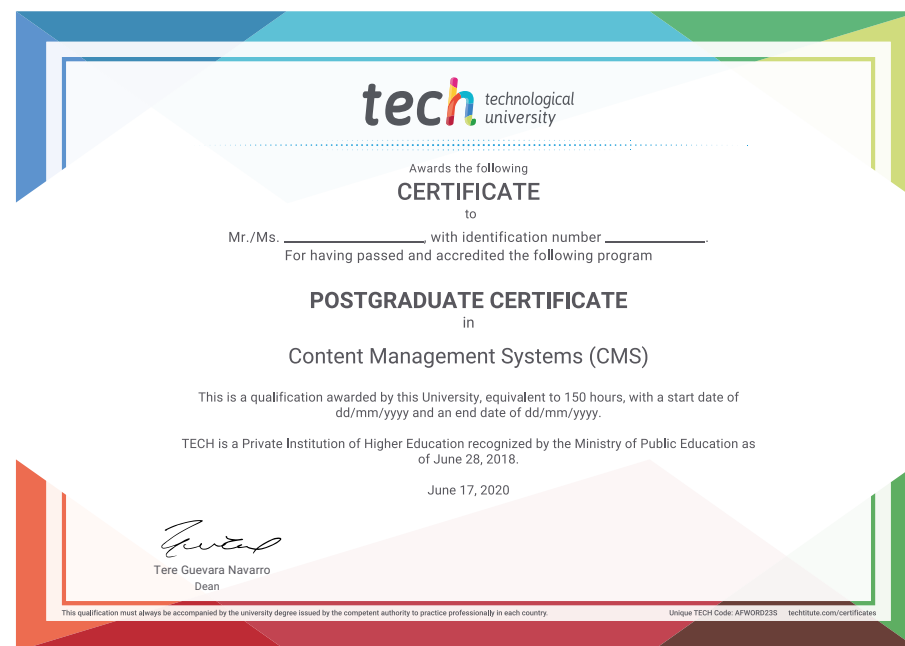 tech technological
university
Awards the following
CERTIFICATE
to
Mr./Ms. ____________________, with identification number ______________.
For having passed and accredited the following program
POSTGRADUATE CERTIFICATE
in
Content Management Systems (CMS)
This is a qualification awarded by this University, equivalent to 150 hours, with a start date of
dd/mm/yyyy and an end date of dd/mm/yyyy.
TECH is a Private Institution of Higher Education recognized by the Ministry of Public Education as
of June 28, 2018.
June 17, 2020
Tere Guevara Navarro
Dean
This qualification must always be accompanied by the university degree issued by the competent authority to practice professionally in each country. Unique TECH Code: AFWORD23S techtitute.com/certificates